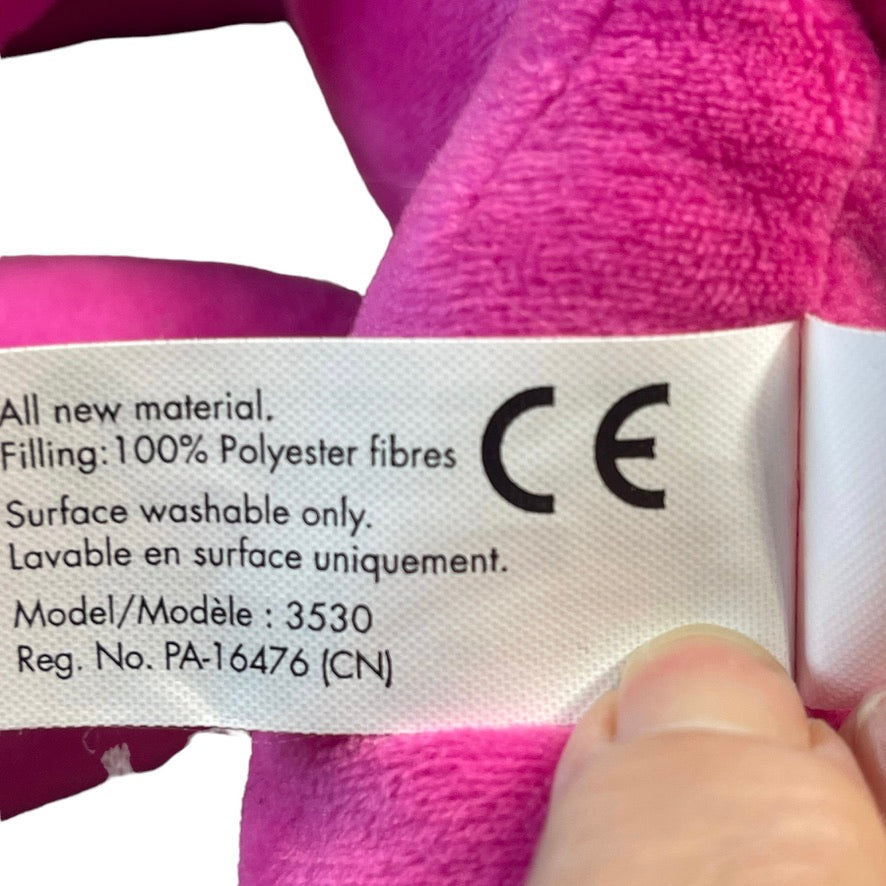 All new material.
Filling:100% Polyester fibres
CE
Surface washable only.
Lavable en surface uniquement.
Model/Modèle : 3530
Reg. No. PA-16476 (CN)